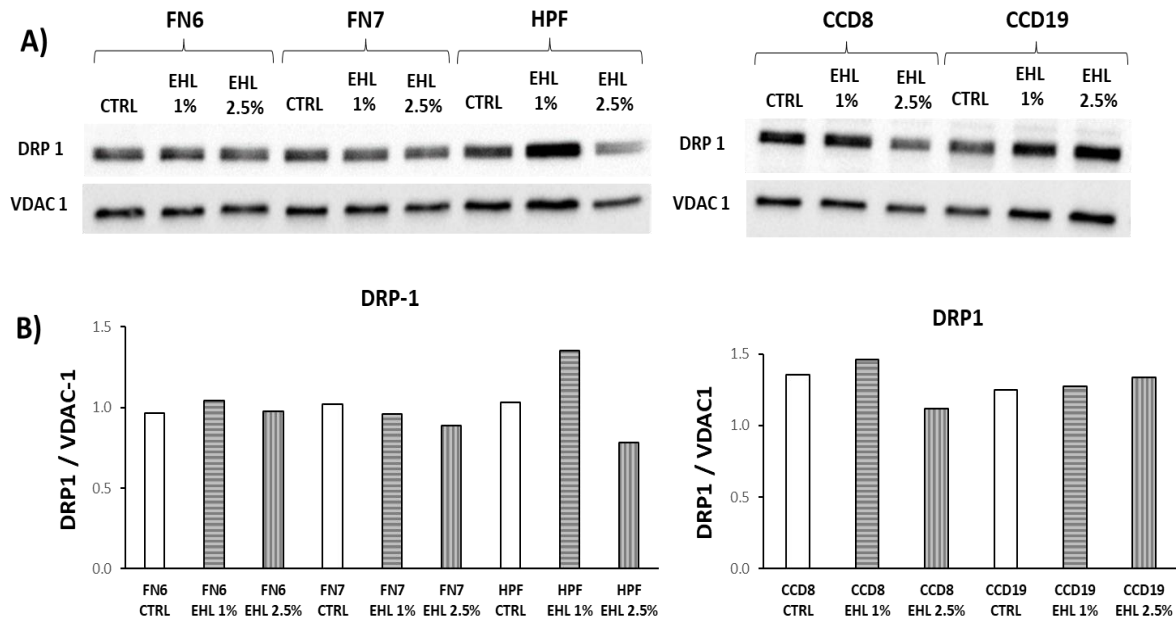 A)
FN6 FN7 HPF
CTRL EHL 1% EHL 2.5% CTRL EHL 1% EHL 2.5% CTRL EHL 1% EHL 2.5%
DRP 1
VDAC 1
CCD8 CCD19
CTRL EHL 1% EHL 2.5% CTRL EHL 1% EHL 2.5%
DRP 1
VDAC 1
B)
DRP-1
DRP1 / VDAC-1
1.5
1.0
0.5
0.0
FN6 FN6 FN6 FN7 FN7 FN7 HPF HPF HPF
CTRL EHL 1% EHL 2.5% CTRL EHL 1% EHL 2.5% CTRL EHL 1% EHL 2.5%
DRP1
DRP1 / VDAC1
1.5
1.0
0.5
0.0
CCD8 CCD8 CCD8 CCD19 CCD19 CCD19
CTRL EHL 1% EHL 2.5% CTRL EHL 1% EHL 2.5%